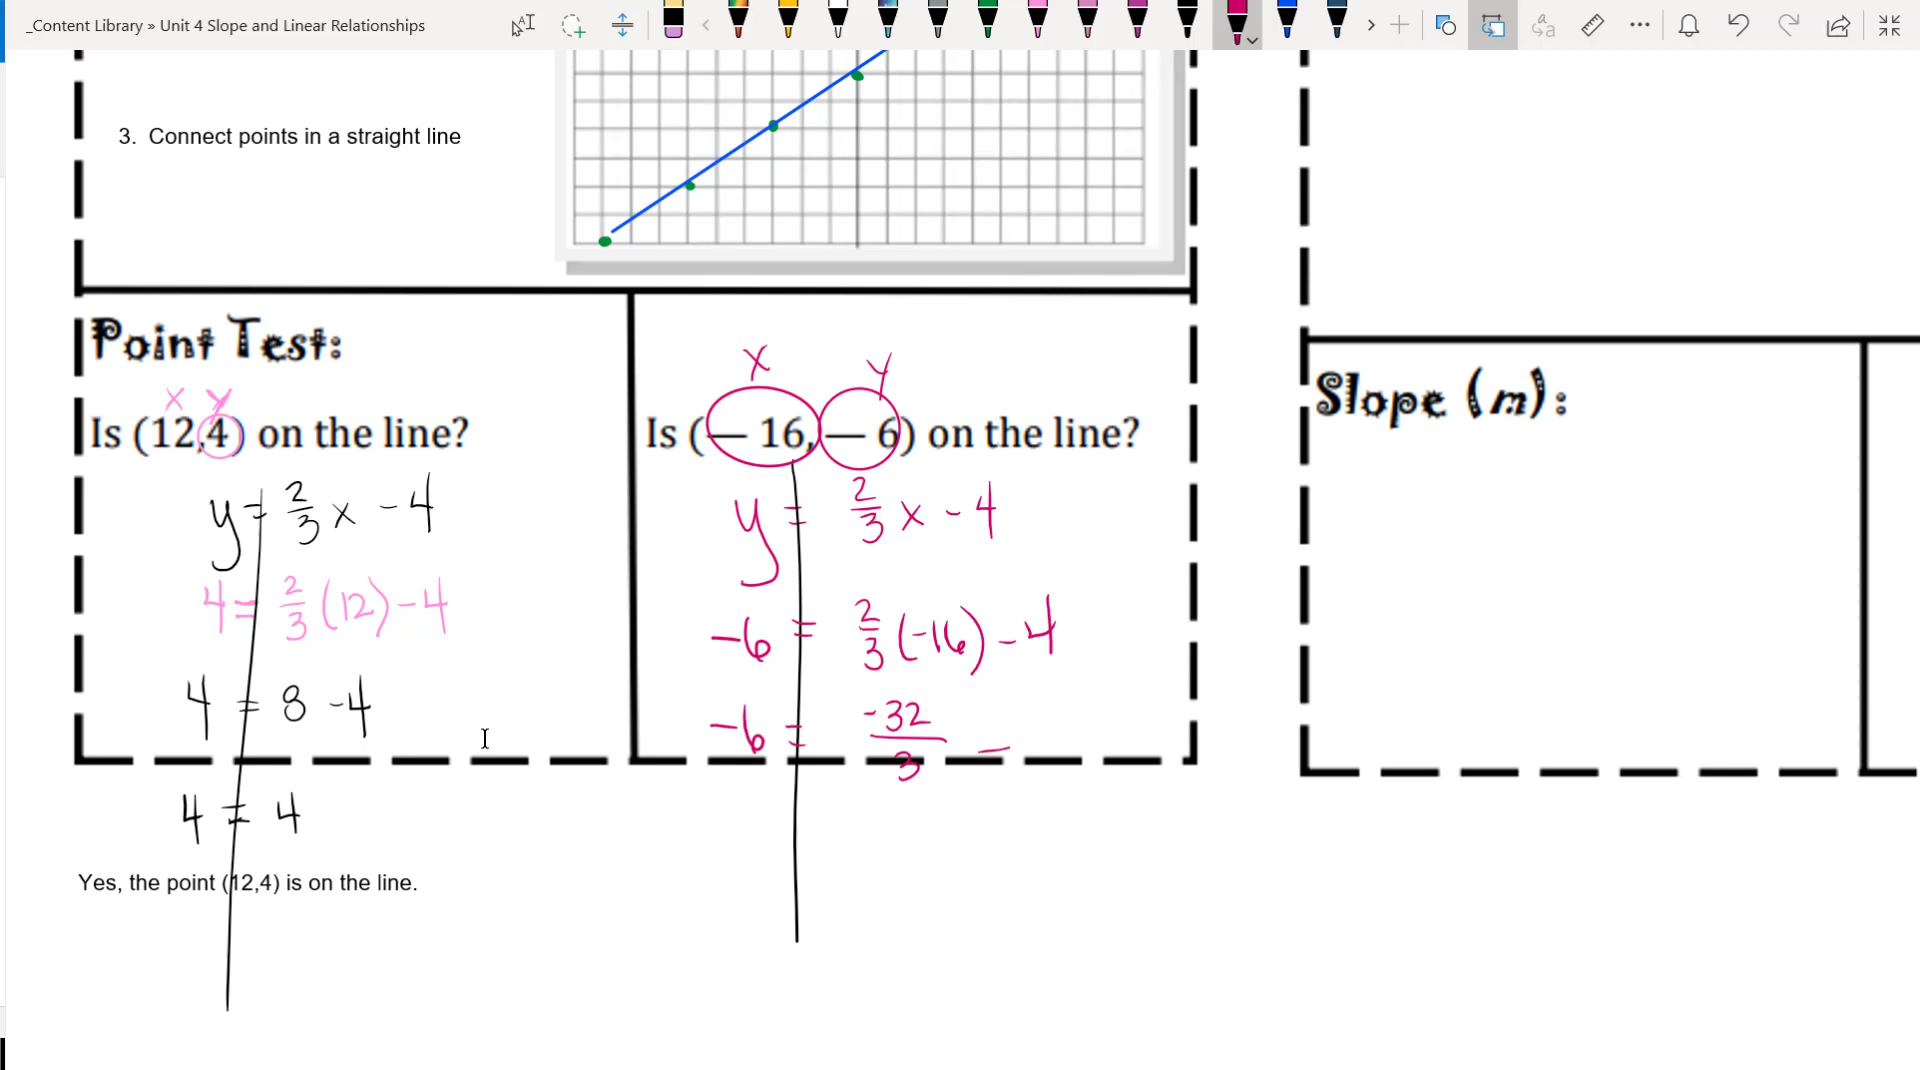 _Content Library » Unit 4 Slope and Linear Relationships
3. Connect points in a straight line
Point Test:
x y
Is (12,4) on the line?
y = 2/3 x - 4
4 = 2/3 (12) - 4
4 = 8 - 4
4 = 4
Yes, the point (12,4) is on the line.
x y
Is (− 16, − 6) on the line?
y = 2/3 x - 4
-6 = 2/3 (-16) - 4
-6 = -32/3 -
Slope (m):